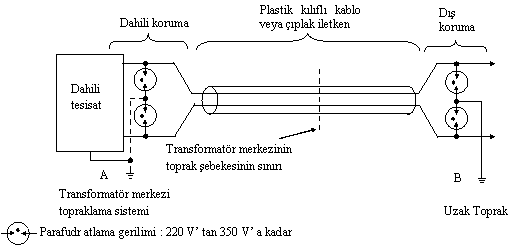 Dahili koruma
Plastik kılıflı kablo
veya çıplak iletken
Dış
koruma
Dahili
tesisat
Transformatör merkezinin
toprak şebekesinin sınırı
A
B
Transformatör merkezi
topraklama sistemi
Uzak Toprak
Parafudr atlama gerilimi : 220 V’ tan 350 V’ a kadar